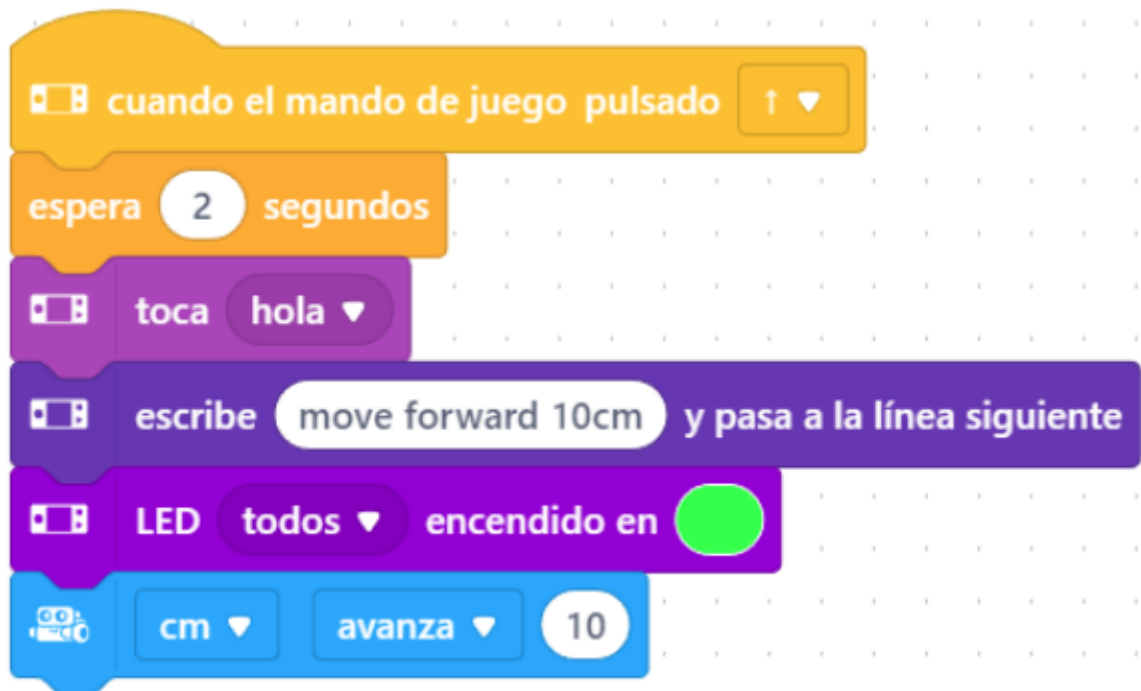 cuando el mando de juego pulsado ↑
espera 2 segundos
toca hola
escribe move forward 10cm y pasa a la línea siguiente
LED todos encendido en
cm avanza 10